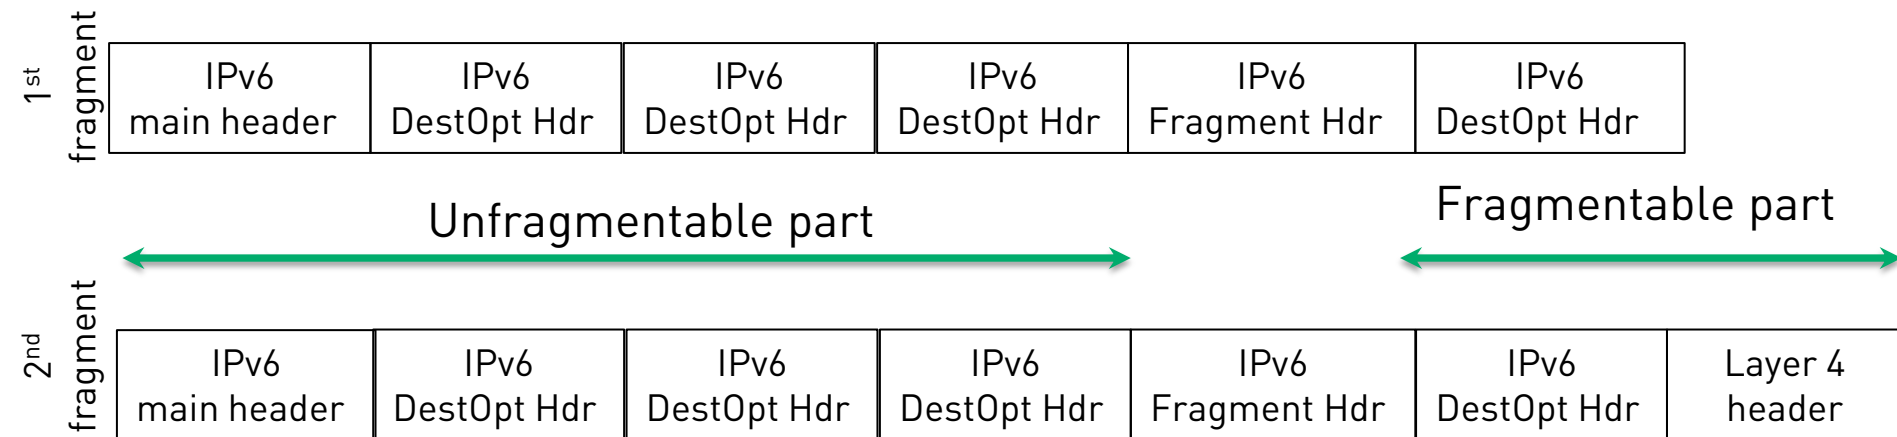 1st
fragment
IPv6
main header
IPv6
DestOpt Hdr
IPv6
DestOpt Hdr
IPv6
DestOpt Hdr
IPv6
Fragment Hdr
IPv6
DestOpt Hdr
Unfragmentable part
Fragmentable part
2nd
fragment
IPv6
main header
IPv6
DestOpt Hdr
IPv6
DestOpt Hdr
IPv6
DestOpt Hdr
IPv6
Fragment Hdr
IPv6
DestOpt Hdr
Layer 4
header